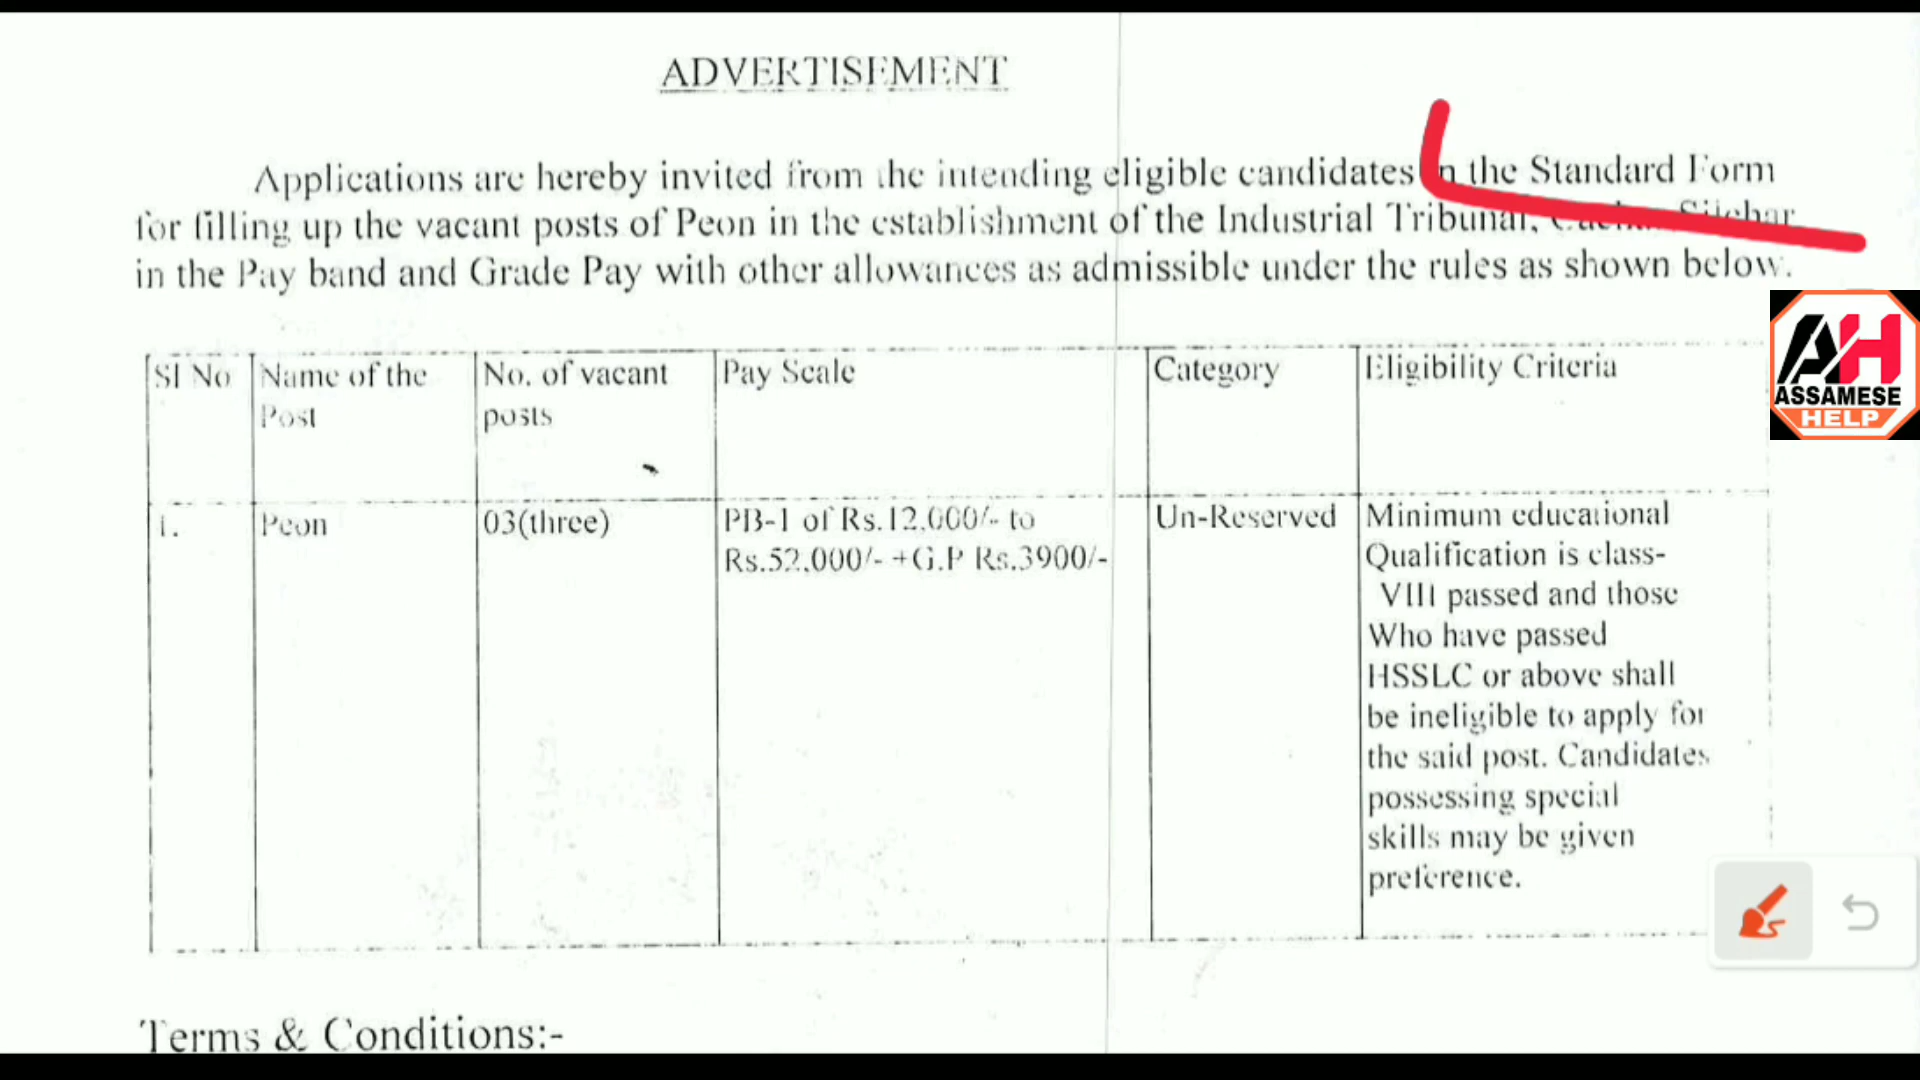 ADVERTISEMENT
Applications are hereby invited from the intending eligible candidates in the Standard Form
for filling up the vacant posts of Peon in the establishment of the Industrial Tribunal, Cachar, Silchar
in the Pay band and Grade Pay with other allowances as admissible under the rules as shown below.
Sl No
Name of the
Post
No. of vacant
posts
Pay Scale
Category
Eligibility Criteria
1.
Peon
03(three)
PB-1 of Rs.12,000/- to
Rs.52,000/- +G.P Rs.3900/-
Un-Reserved
Minimum educational
Qualification is class-
VIII passed and those
Who have passed
HSSLC or above shall
be ineligible to apply for
the said post. Candidates
possessing special
skills may be given
preference.
Terms & Conditions:-
AH
ASSAMESE
HELP